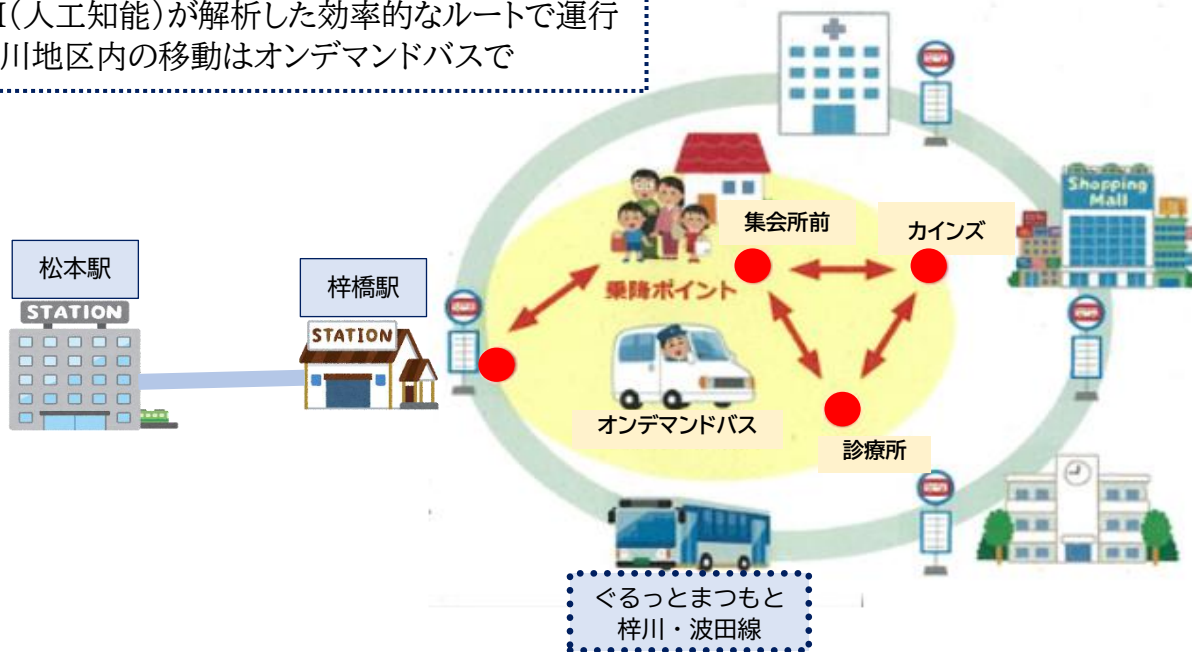 I(人工知能)が解析した効率的なルートで運行
川地区内の移動はオンデマンドバスで
Shopping
Mall
集会所前
カインズ
松本駅
梓橋駅
乗降ポイント
STATION
STATION
オンデマンドバス
診療所
ぐるっとまつもと
梓川・波田線